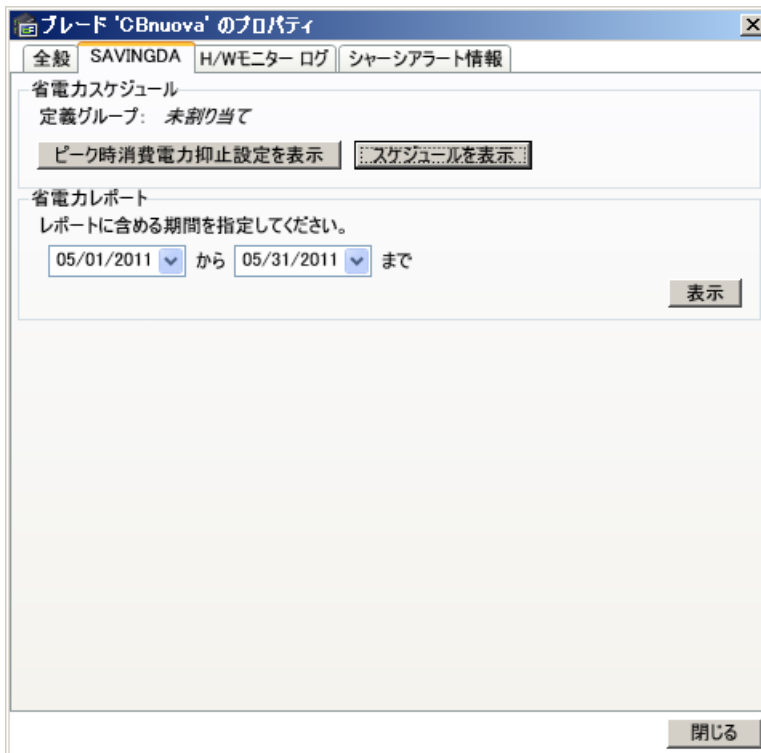 ブレード 'CBnuova' のプロパティ
全般 SAVINGDA H/Wモニター ログ シャーシアラート情報
省電力スケジュール
定義グループ: 未割り当て
ピーク時消費電力抑止設定を表示 スケジュールを表示
省電力レポート
レポートに含める期間を指定してください。
05/01/2011 から 05/31/2011 まで
表示
閉じる